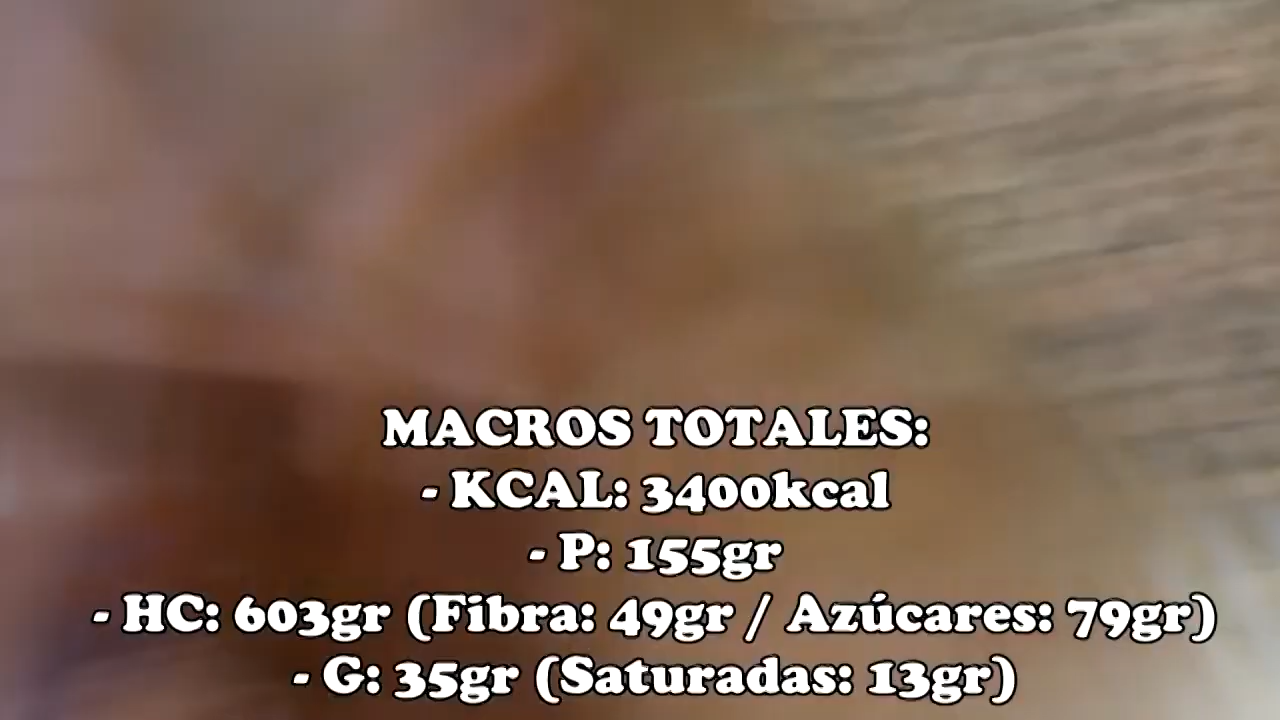 MACROS TOTALES:
- KCAL: 3400kcal
- P: 155gr
- HC: 603gr (Fibra: 49gr / Azúcares: 79gr)
- G: 35gr (Saturadas: 13gr)